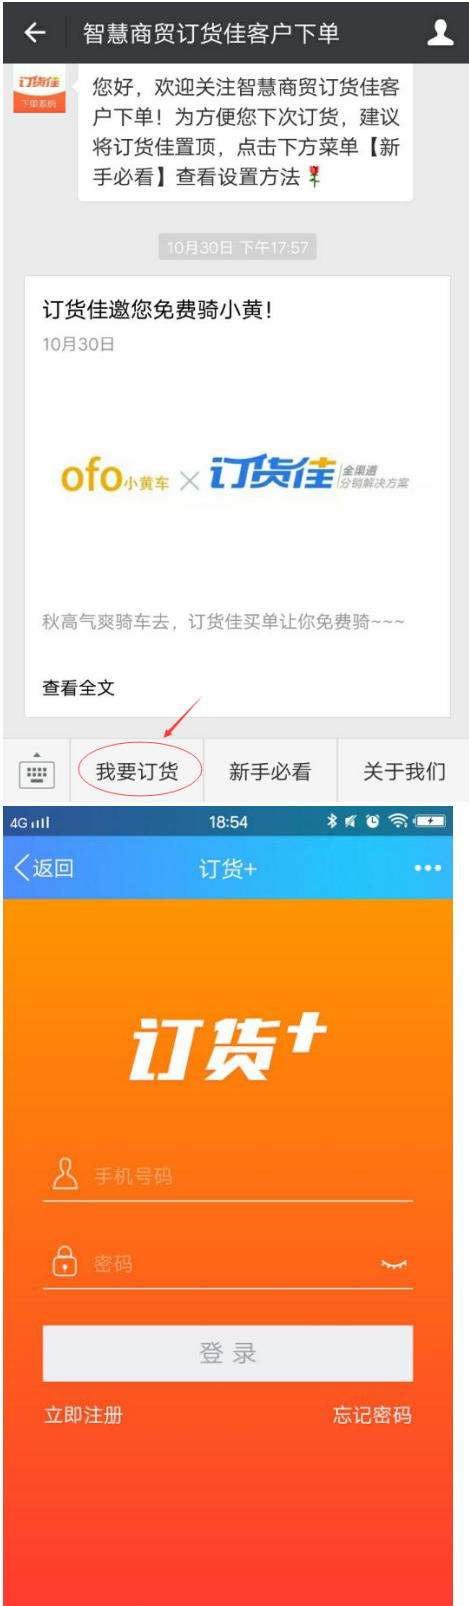 智慧商贸订货佳客户下单
订货佳
下单系统
您好，欢迎关注智慧商贸订货佳客
户下单！为方便您下次订货，建议
将订货佳置顶，点击下方菜单【新
手必看】查看设置方法
10月30日 下午17:57
订货佳邀您免费骑小黄！
10月30日
ofo小黄车 × 订货佳 全渠道
分销解决方案
秋高气爽骑车去，订货佳买单让你免费骑~~~
查看全文
我要订货 新手必看 关于我们
4G 18:54
返回 订货+
订货+
手机号码
密码
登录
立即注册 忘记密码